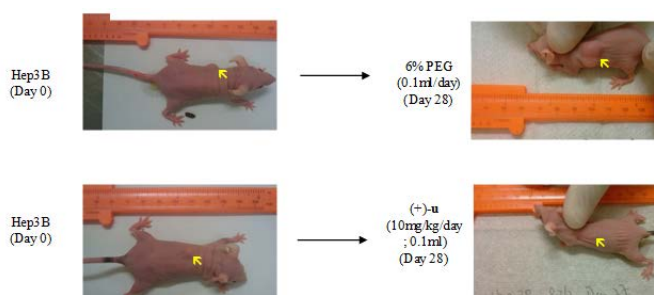 Hep3B
(Day 0)
6% PEG
(0.1ml/day)
(Day 28)
Hep3B
(Day 0)
(+)-u
(10mg/kg/day
; 0.1ml)
(Day 28)